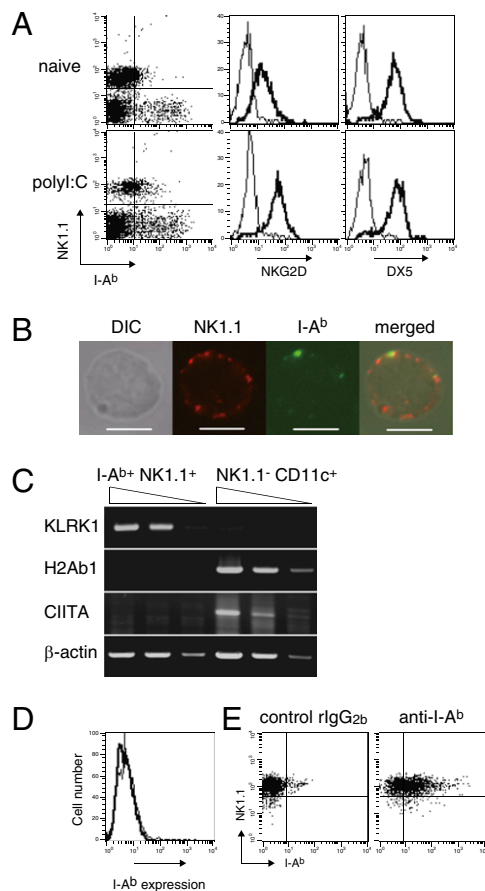 A
naive
polyI:C
NK1.1
I-Aᵇ
NKG2D
DX5
B
DIC NK1.1 I-Aᵇ merged
C
I-Aᵇ⁺ NK1.1⁺ NK1.1⁻ CD11c⁺
KLRK1
H2Ab1
CIITA
β-actin
D
Cell number
I-Aᵇ expression
E
control rIgG₂b anti-I-Aᵇ
NK1.1
I-Aᵇ